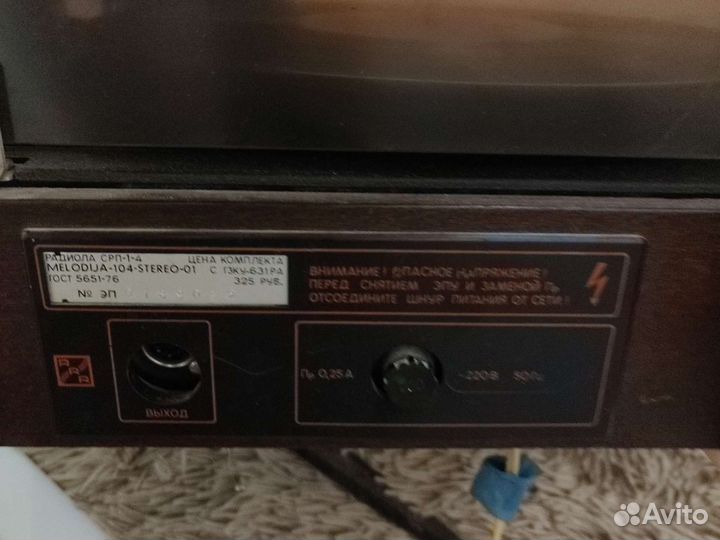 РАДИОЛА СРП-1-4 ЦЕНА КОМПЛЕКТА
MELODIJA-104-STEREO-01 С 13КУ-631РА
ГОСТ 5651-76 325 РУБ.
№ ЭП
ВНИМАНИЕ! ОПАСНОЕ НАПРЯЖЕНИЕ!
ПЕРЕД СНЯТИЕМ ЭПУ И ЗАМЕНОЙ Пр.
ОТСОЕДИНИТЕ ШНУР ПИТАНИЯ ОТ СЕТИ!
RRR
ВЫХОД
Пр 0,25А ~220В 50Гц
Avito